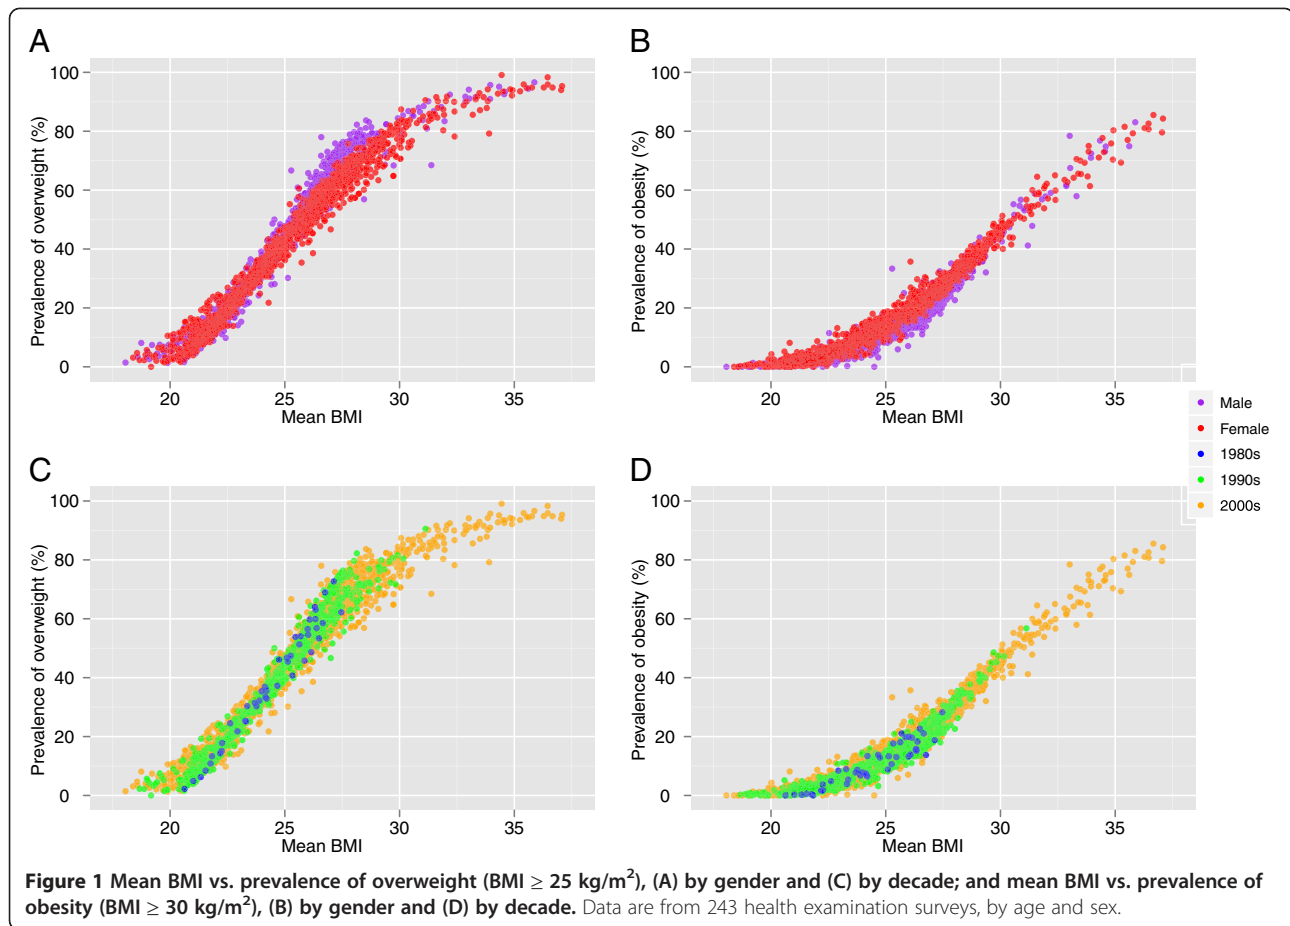 A
B
Prevalence of overweight (%)
100
80
60
40
20
0
20 25 30 35
Mean BMI
Prevalence of obesity (%)
100
80
60
40
20
0
20 25 30 35
Mean BMI
Male
Female
1980s
1990s
2000s
C
D
Prevalence of overweight (%)
100
80
60
40
20
0
20 25 30 35
Mean BMI
Prevalence of obesity (%)
100
80
60
40
20
0
20 25 30 35
Mean BMI
Figure 1 Mean BMI vs. prevalence of overweight (BMI ≥ 25 kg/m²), (A) by gender and (C) by decade; and mean BMI vs. prevalence of
obesity (BMI ≥ 30 kg/m²), (B) by gender and (D) by decade. Data are from 243 health examination surveys, by age and sex.